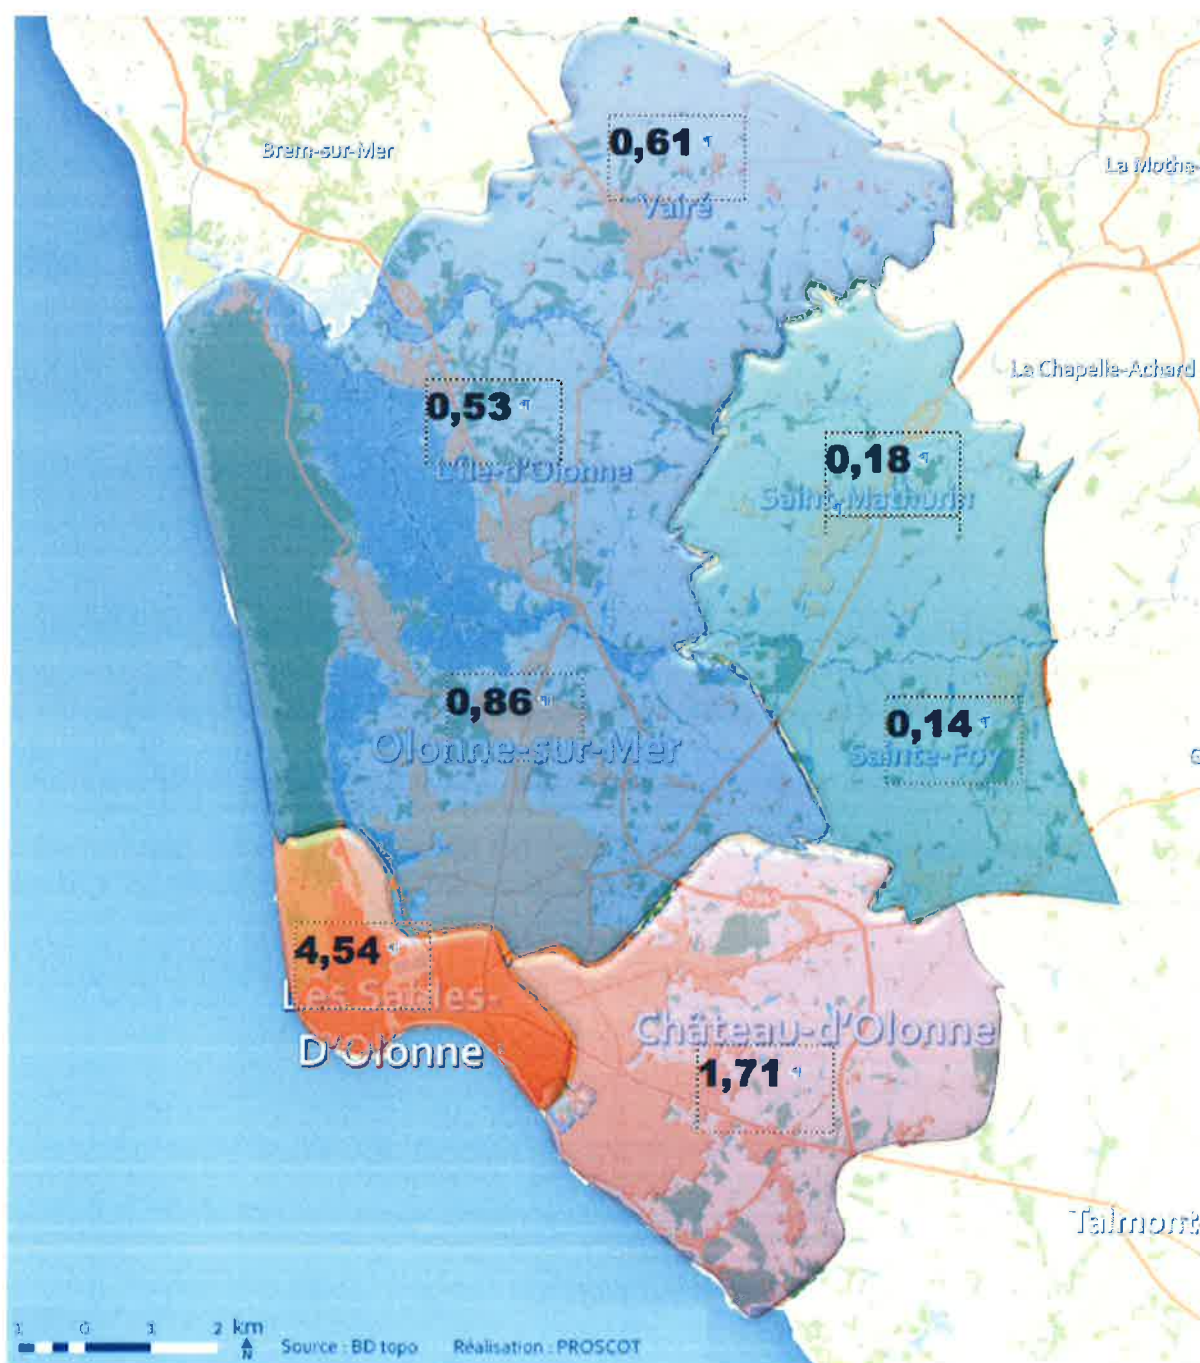 0,61 ¶
Brem-sur-Mer
La Mothe-
Vairé
La Chapelle-Achard
0,53 ¶
0,18 ¶
L'Île-d'Olonne
Saint-Mathurin
¶
0,86 ¶
0,14 ¶
Olonne-sur-Mer
Sainte-Foy
G
4,54 ¶
Les Sables-
D'Olonne
Château-d'Olonne
1,71 ¶
Talmont
1 0 1 2 km
N
Source : BD topo Réalisation : PROSCOT